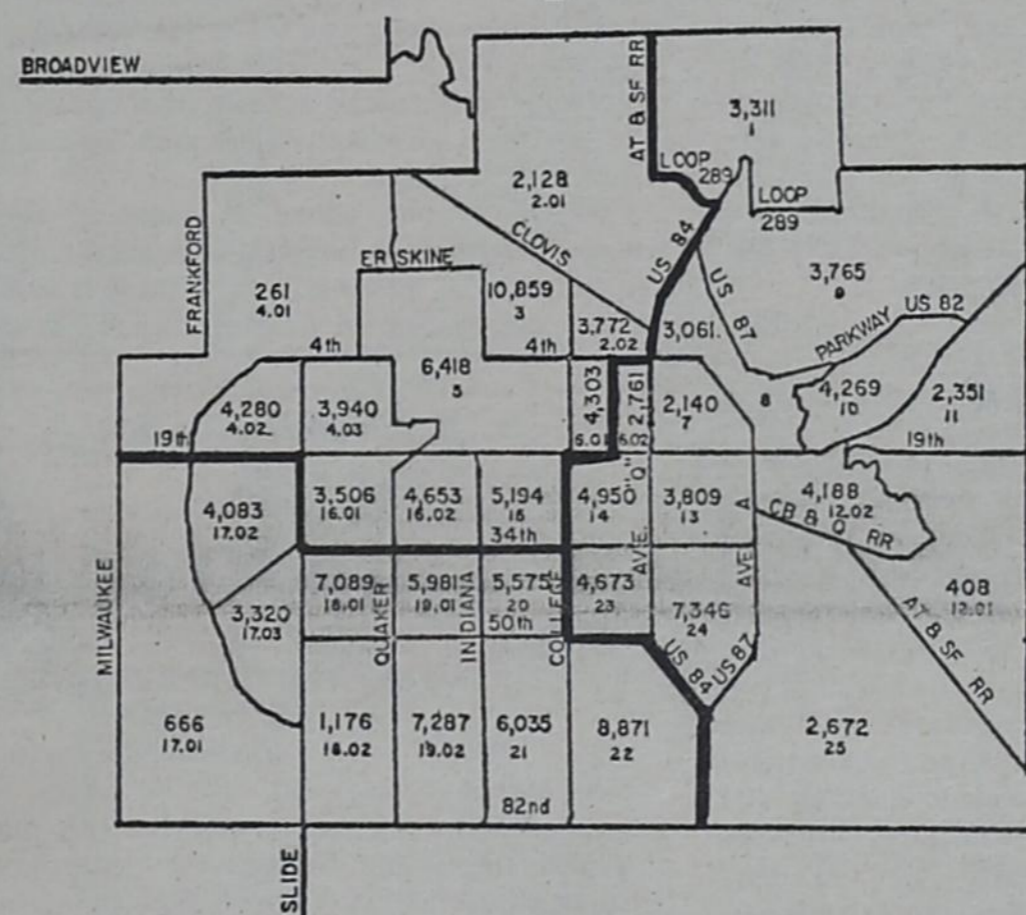 BROADVIEW
AT & SF RR
3,311
1
LOOP
289
LOOP
289
2,128
2.01
CLOVIS
US 84
FRANKFORD
ERSKINE
261
4.01
10,859
3
3,765
9
US 87
PARKWAY
US 82
4th
4th
3,772
2.02
3,061
6,418
5
4,303
6.01
2,761
6.02
2,140
7
8
4,269
10
2,351
11
4,280
4.02
3,940
4.03
19th
19th
4,083
17.02
3,506
16.01
4,653
16.02
5,194
15
34th
4,950
14
AVE. "Q"
3,809
13
AVE. A
4,188
12.02
CB & Q RR
MILWAUKEE
3,320
17.03
7,089
18.01
QUAKER
5,981
19.01
INDIANA
5,575
20
50th
COLLEGE
4,673
23
7,346
24
408
12.01
AT & SF RR
US 84
US 87
666
17.01
1,176
18.02
7,287
19.02
6,035
21
8,871
22
2,672
25
82nd
SLIDE